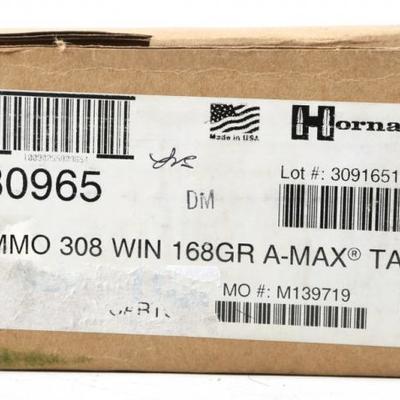 Made in USA
Horna
Lot #: 3091651
30965
DM
MMO 308 WIN 168GR A-MAX® TA
MO #: M139719